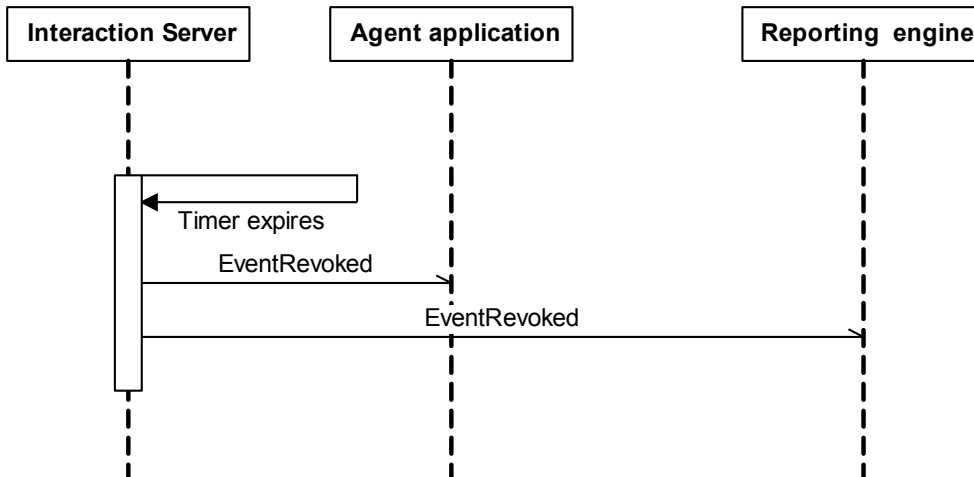 Interaction Server
Agent application
Reporting engine
Timer expires
EventRevoked
EventRevoked